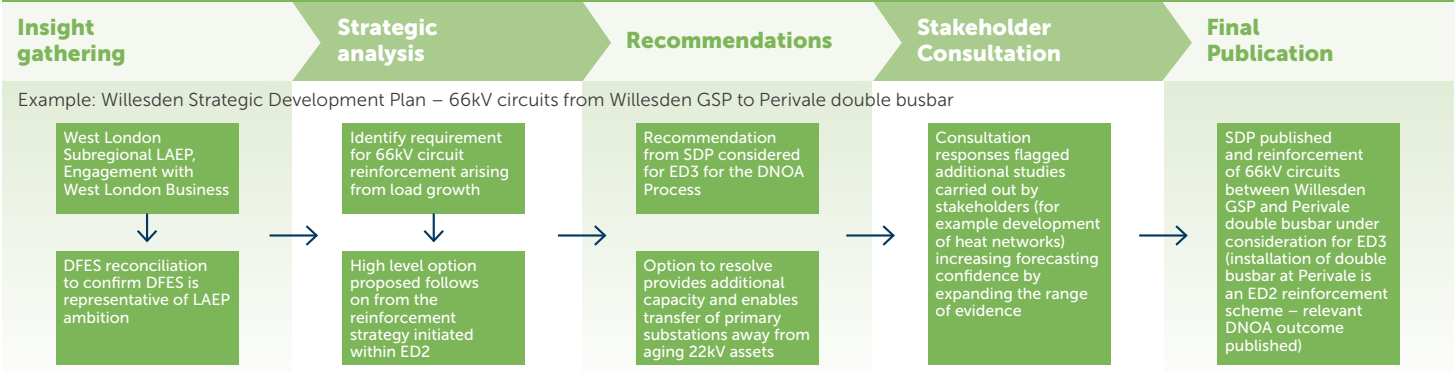 Insight
gathering
Strategic
analysis
Recommendations
Stakeholder
Consultation
Final
Publication
Example: Willesden Strategic Development Plan – 66kV circuits from Willesden GSP to Perivale double busbar
West London
Subregional LAEP,
Engagement with
West London Business
DFES reconciliation
to confirm DFES is
representative of LAEP
ambition
Identify requirement
for 66kV circuit
reinforcement arising
from load growth
High level option
proposed follows
on from the
reinforcement
strategy initiated
within ED2
Recommendation
from SDP considered
for ED3 for the DNOA
Process
Option to resolve
provides additional
capacity and enables
transfer of primary
substations away from
aging 22kV assets
Consultation
responses flagged
additional studies
carried out by
stakeholders (for
example development
of heat networks)
increasing forecasting
confidence by
expanding the range
of evidence
SDP published
and reinforcement
of 66kV circuits
between Willesden
GSP and Perivale
double busbar under
consideration for ED3
(installation of double
busbar at Perivale is
an ED2 reinforcement
scheme – relevant
DNOA outcome
published)